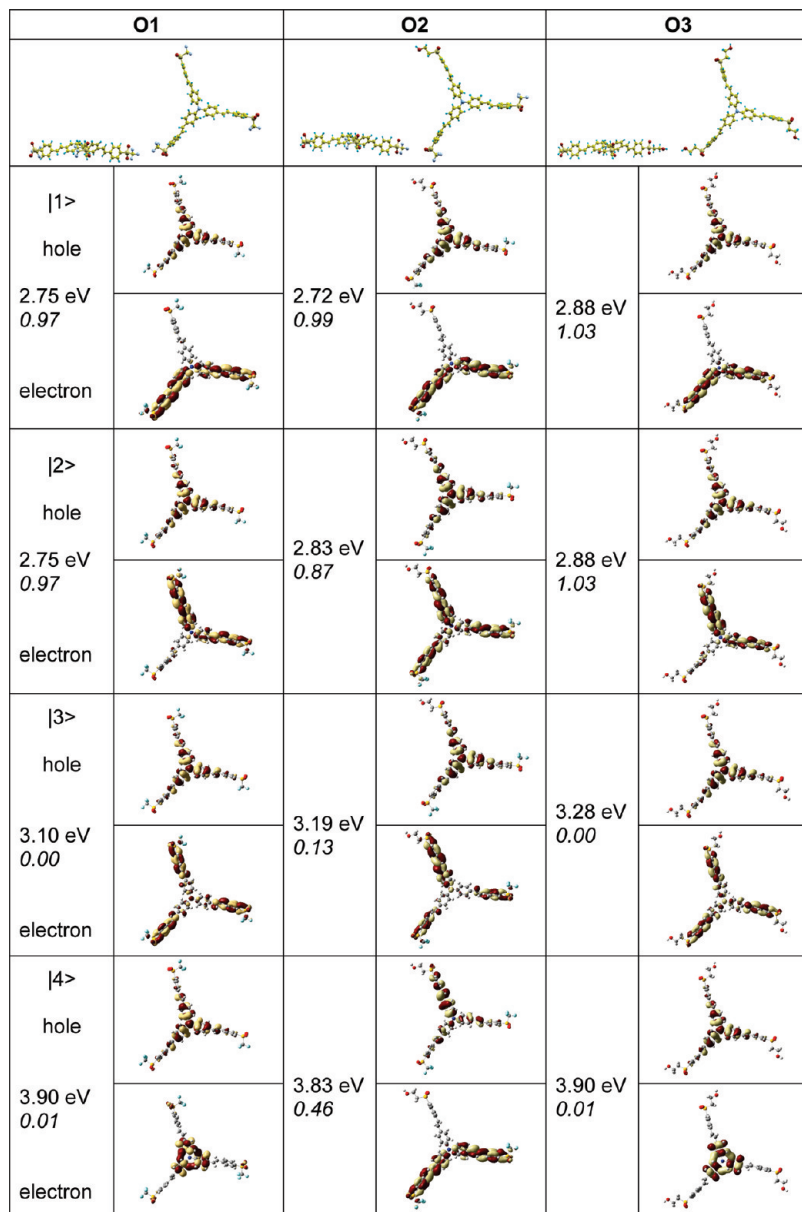 O1 O2 O3
|1>
hole
2.75 eV 2.72 eV 2.88 eV
0.97 0.99 1.03
electron
|2>
hole
2.75 eV 2.83 eV 2.88 eV
0.97 0.87 1.03
electron
|3>
hole
3.10 eV 3.19 eV 3.28 eV
0.00 0.13 0.00
electron
|4>
hole
3.90 eV 3.83 eV 3.90 eV
0.01 0.46 0.01
electron